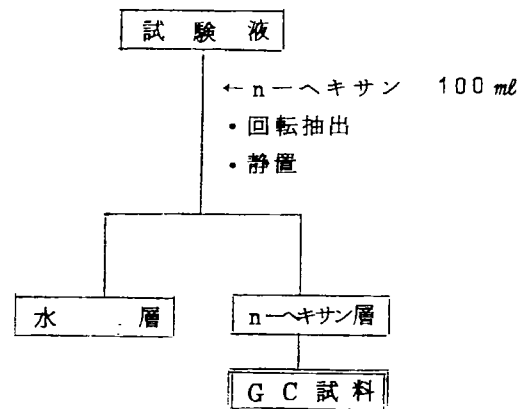 試験液
←n－ヘキサン 100 ml
・回転抽出
・静置
水層
n－ヘキサン層
GC試料